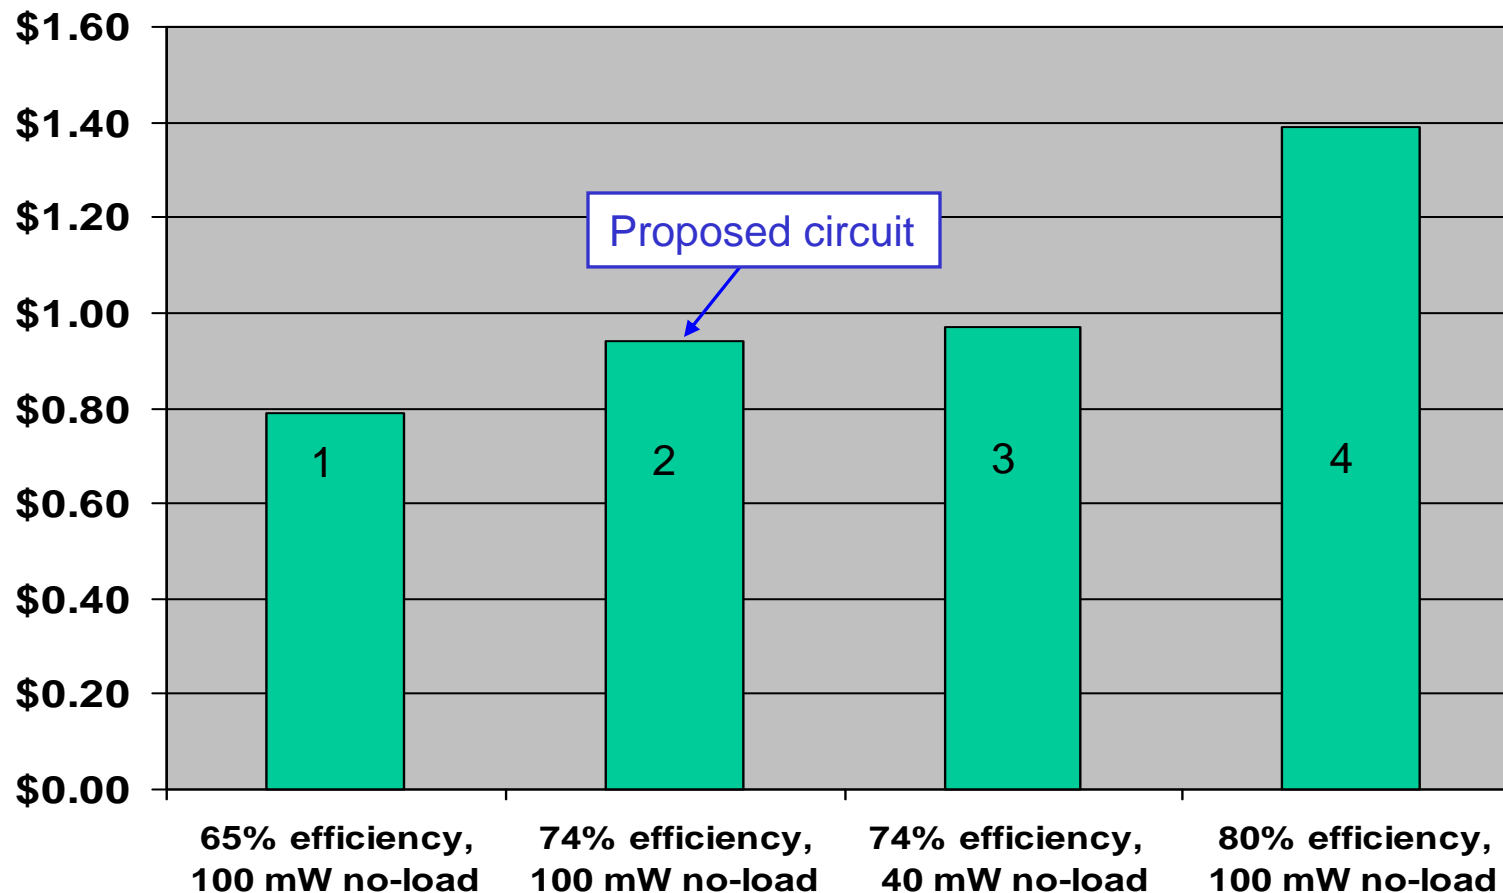 $1.60
$1.40
$1.20
$1.00
$0.80
$0.60
$0.40
$0.20
$0.00
Proposed circuit
1
2
3
4
65% efficiency,
100 mW no-load
74% efficiency,
100 mW no-load
74% efficiency,
40 mW no-load
80% efficiency,
100 mW no-load